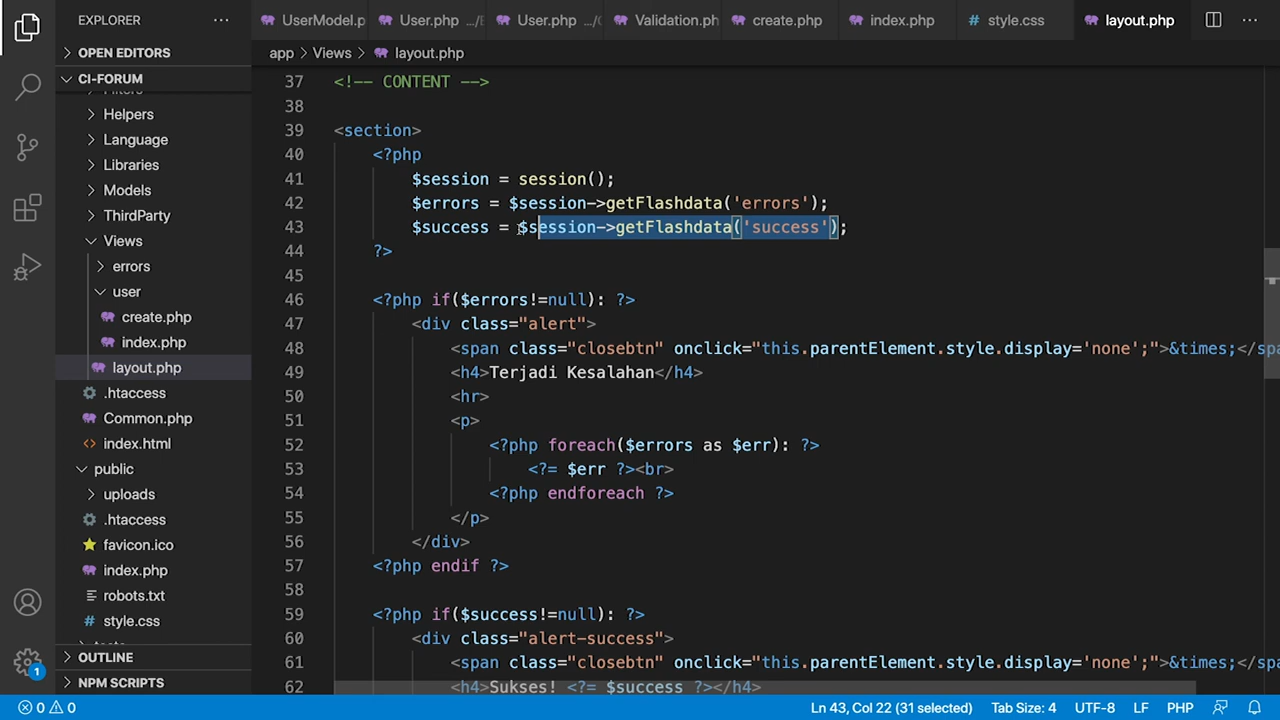 EXPLORER
UserModel.p
User.php .../E
User.php .../C
Validation.ph
create.php
index.php
style.css
layout.php
OPEN EDITORS
app > Views > layout.php
CI-FORUM
Helpers
Language
Libraries
Models
ThirdParty
Views
errors
user
create.php
index.php
layout.php
.htaccess
Common.php
index.html
public
uploads
.htaccess
favicon.ico
index.php
robots.txt
style.css
OUTLINE
NPM SCRIPTS
37 <!-- CONTENT -->
38
39 <section>
40 <?php
41 $session = session();
42 $errors = $session->getFlashdata('errors');
43 $success = $session->getFlashdata('success');
44 ?>
45
46 <?php if($errors!=null): ?>
47 <div class="alert">
48 <span class="closebtn" onclick="this.parentElement.style.display='none';">&times;</sp
49 <h4>Terjadi Kesalahan</h4>
50 <hr>
51 <p>
52 <?php foreach($errors as $err): ?>
53 <?= $err ?><br>
54 <?php endforeach ?>
55 </p>
56 </div>
57 <?php endif ?>
58
59 <?php if($success!=null): ?>
60 <div class="alert-success">
61 <span class="closebtn" onclick="this.parentElement.style.display='none';">&times;</sp
62 <h4>Sukses! <?= $success ?></h4>
1
0 0
Ln 43, Col 22 (31 selected)
Tab Size: 4
UTF-8
LF
PHP